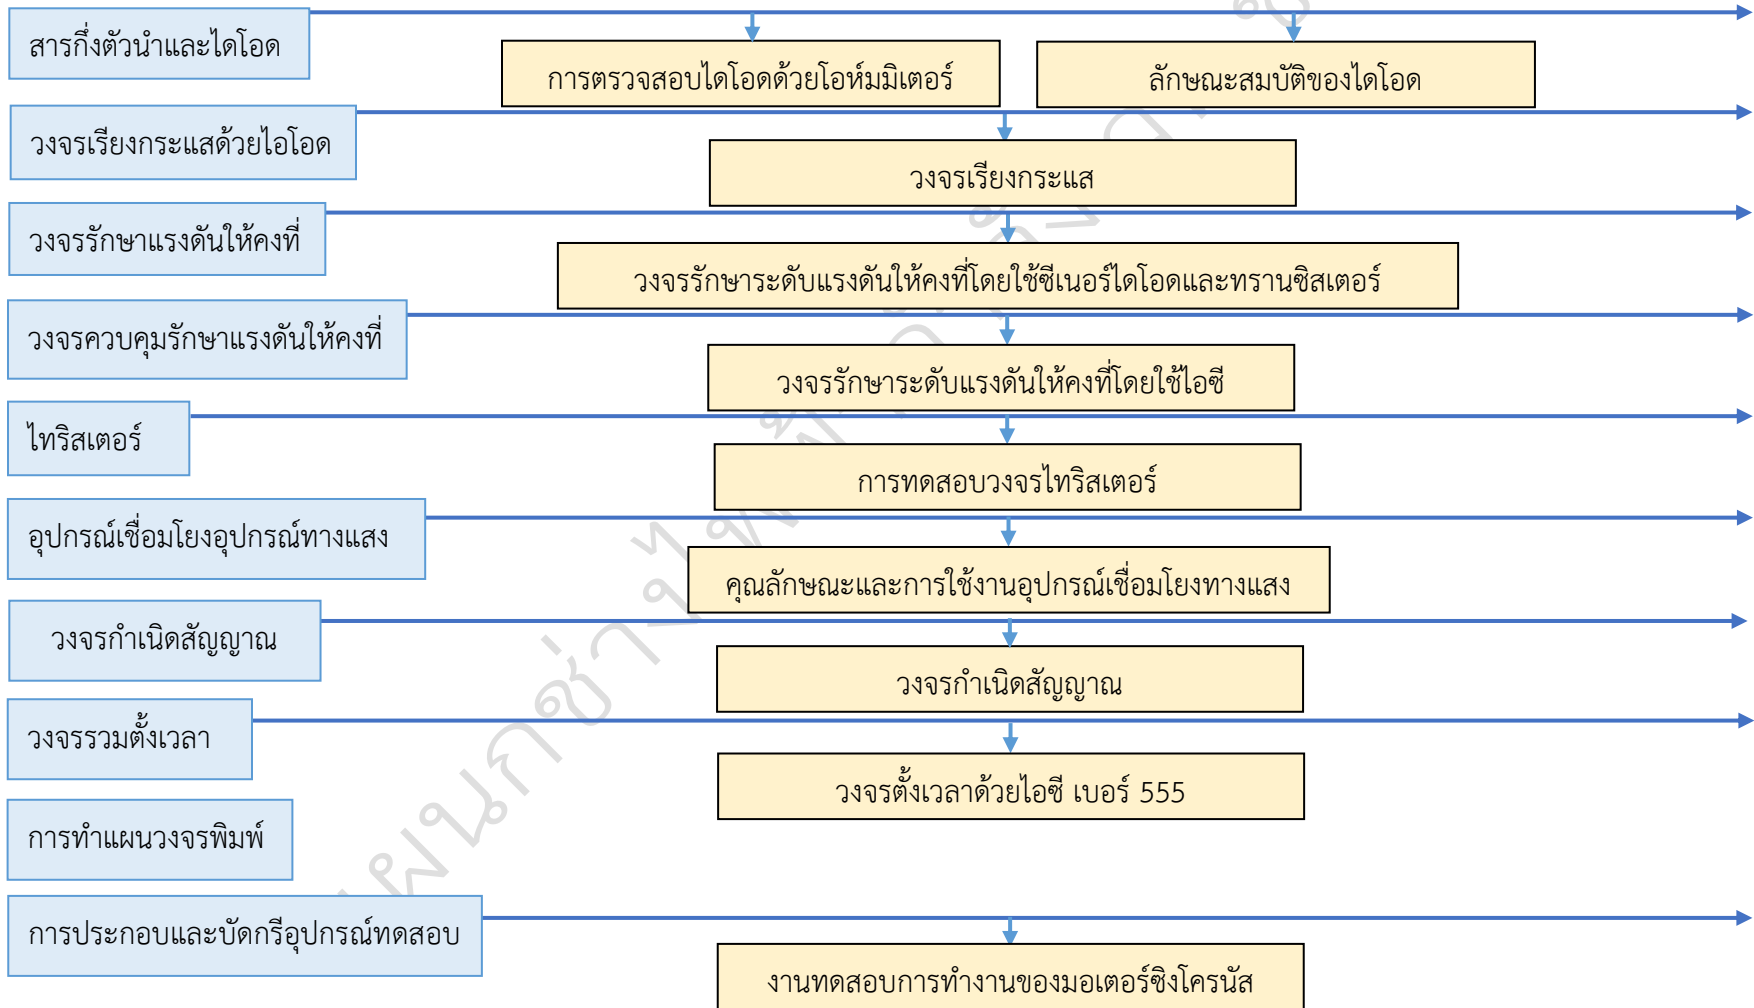 สารกึ่งตัวนำและไดโอด
การตรวจสอบไดโอดด้วยโอห์มมิเตอร์
ลักษณะสมบัติของไดโอด
วงจรเรียงกระแสด้วยไอโอด
วงจรเรียงกระแส
วงจรรักษาแรงดันให้คงที่
วงจรรักษาระดับแรงดันให้คงที่โดยใช้ซีเนอร์ไดโอดและทรานซิสเตอร์
วงจรควบคุมรักษาแรงดันให้คงที่
วงจรรักษาระดับแรงดันให้คงที่โดยใช้ไอซี
ไทริสเตอร์
การทดสอบวงจรไทริสเตอร์
อุปกรณ์เชื่อมโยงอุปกรณ์ทางแสง
คุณลักษณะและการใช้งานอุปกรณ์เชื่อมโยงทางแสง
วงจรกำเนิดสัญญาณ
วงจรกำเนิดสัญญาณ
วงจรรวมตั้งเวลา
วงจรตั้งเวลาด้วยไอซี เบอร์ 555
การทำแผนวงจรพิมพ์
การประกอบและบัดกรีอุปกรณ์ทดสอบ
งานทดสอบการทำงานของมอเตอร์ซิงโครนัส